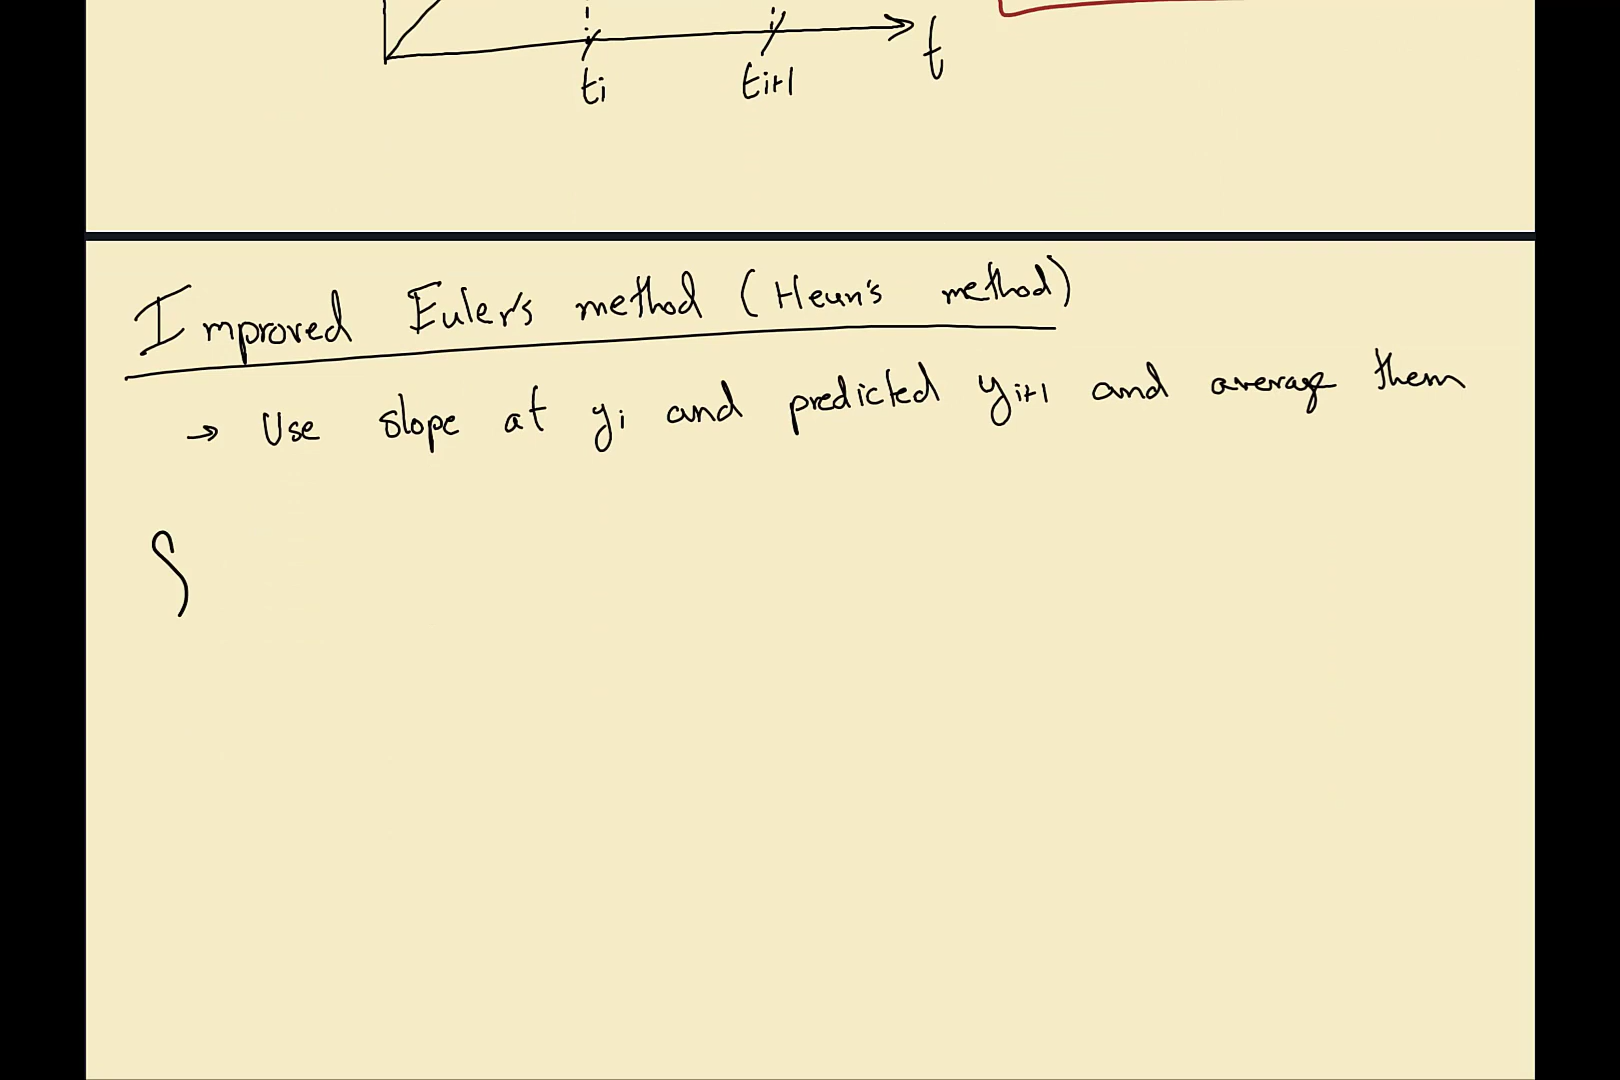 ti ti+1 t
Improved Euler's method (Heun's method)
→ Use slope at yi and predicted yi+1 and average them
S